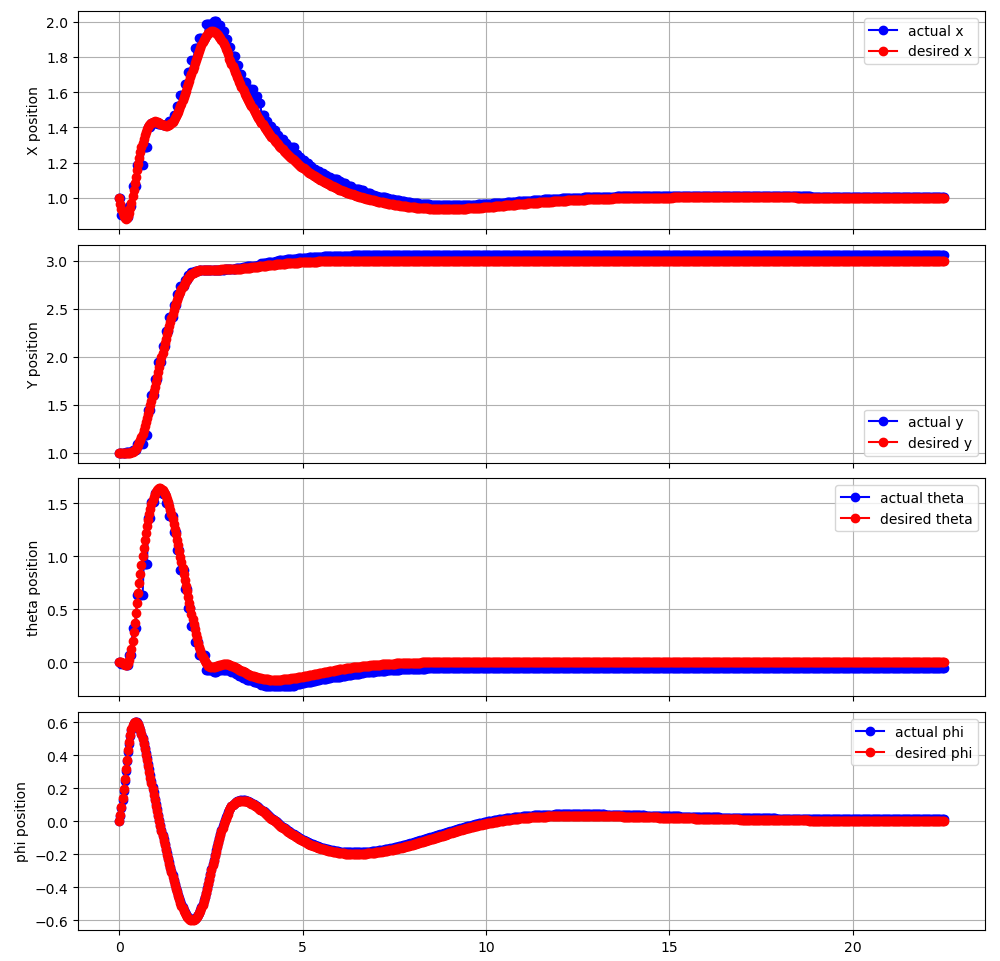 2.0
1.8
1.6
1.4
1.2
1.0
X position
actual x
desired x
3.0
2.5
2.0
1.5
1.0
Y position
actual y
desired y
1.5
1.0
0.5
0.0
theta position
actual theta
desired theta
0.6
0.4
0.2
0.0
−0.2
−0.4
−0.6
phi position
actual phi
desired phi
0 5 10 15 20